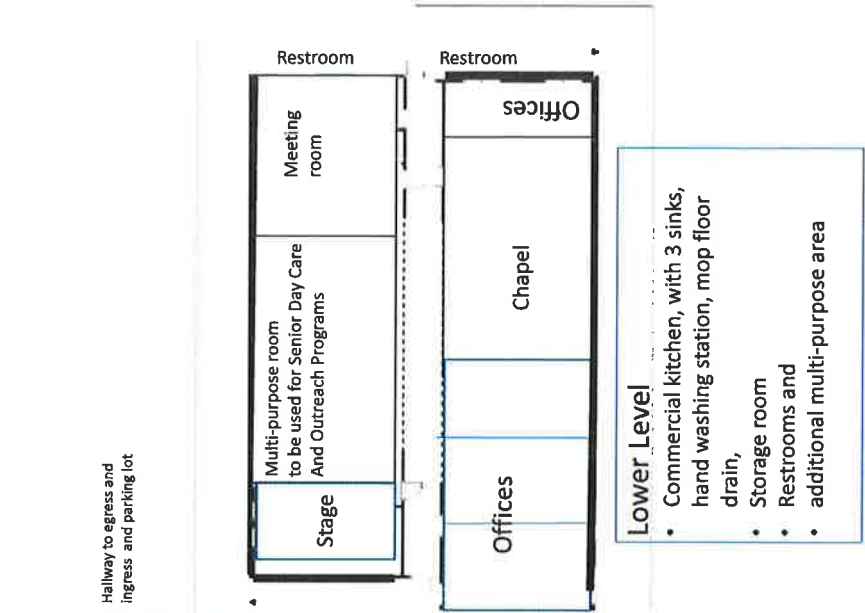 Restroom
Restroom
Hallway to egress and
ingress and parking lot
Meeting
room
Multi-purpose room
to be used for Senior Day Care
And Outreach Programs
Stage
Offices
Chapel
Offices
Lower Level
• Commercial kitchen, with 3 sinks,
hand washing station, mop floor
drain,
• Storage room
• Restrooms and
• additional multi-purpose area